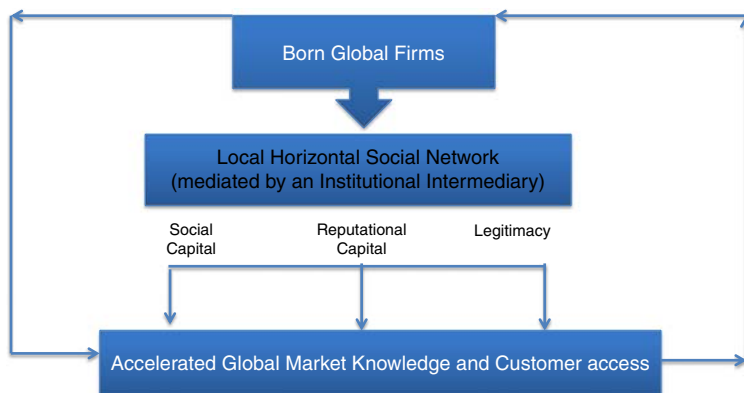 Born Global Firms
Local Horizontal Social Network
(mediated by an Institutional Intermediary)
Social
Capital
Reputational
Capital
Legitimacy
Accelerated Global Market Knowledge and Customer access